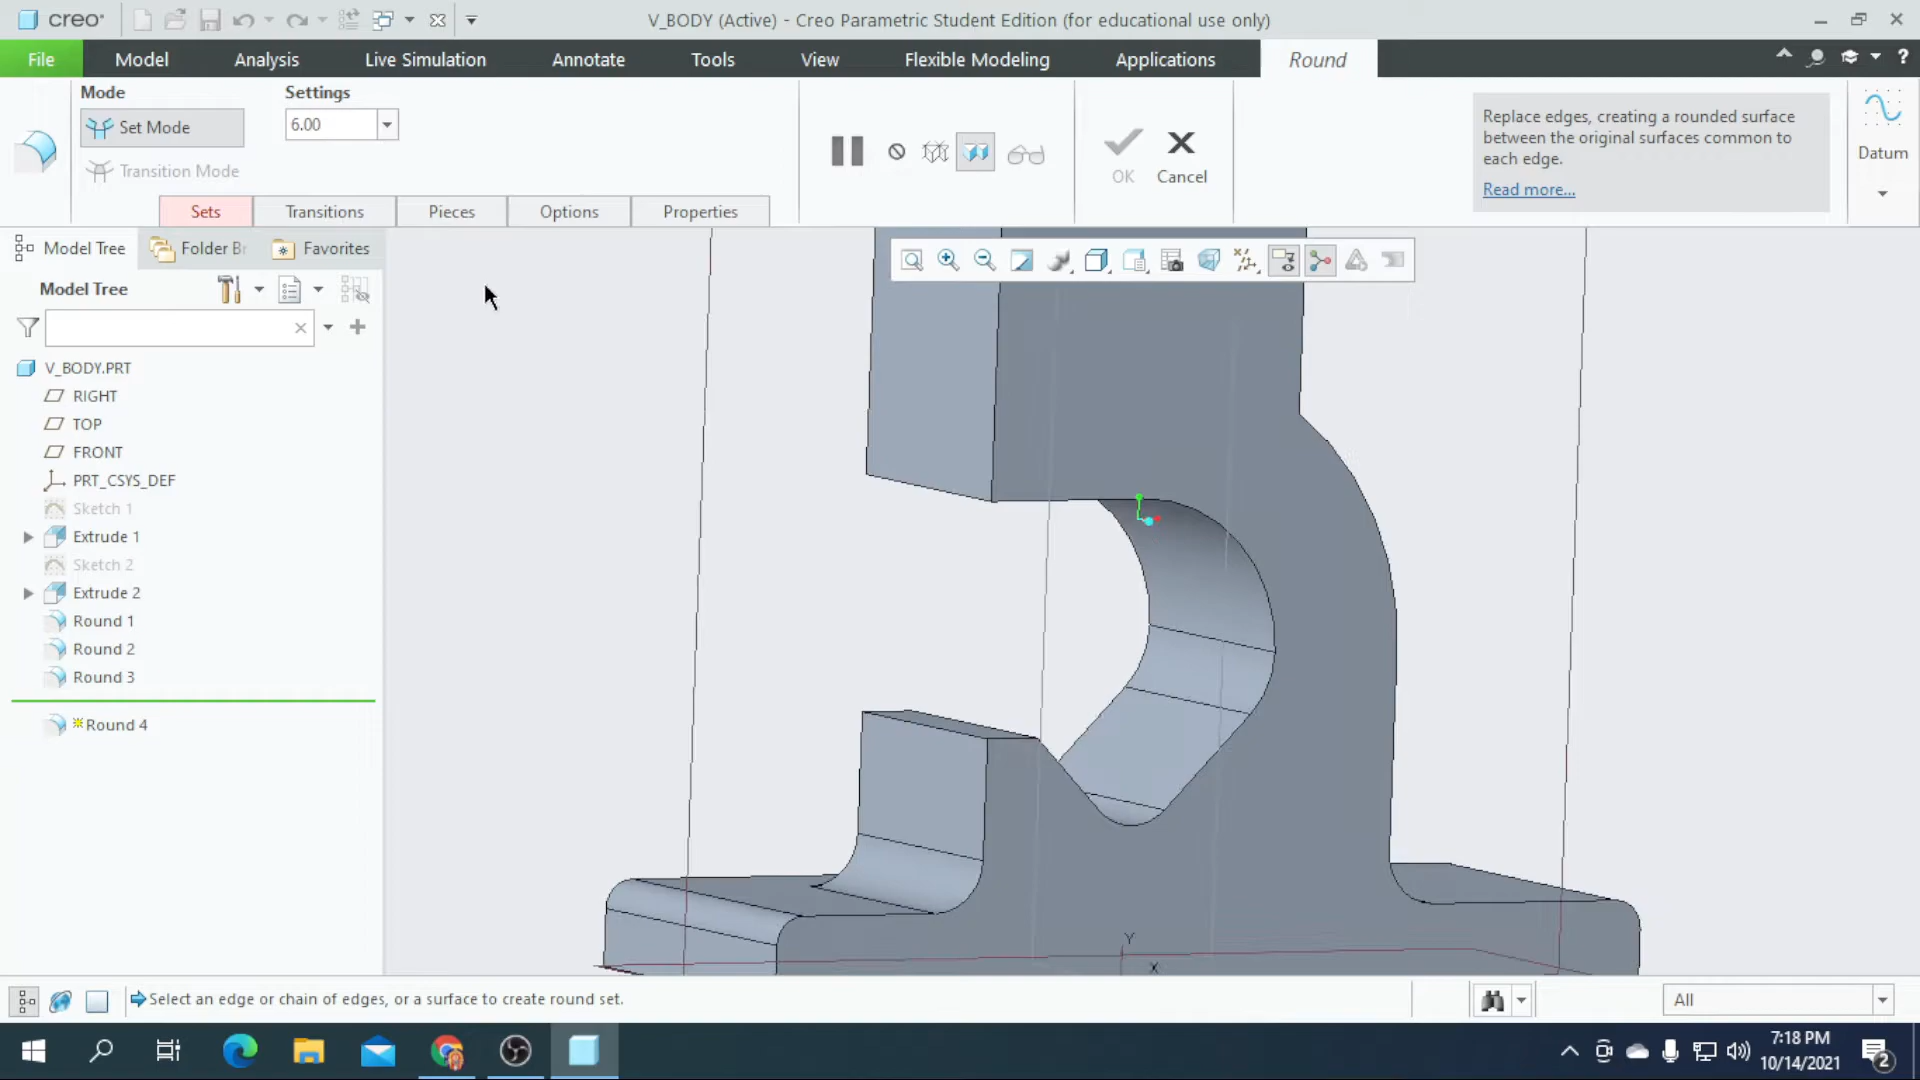 creo
V_BODY (Active) - Creo Parametric Student Edition (for educational use only)
File Model Analysis Live Simulation Annotate Tools View Flexible Modeling Applications Round
Mode
Set Mode
Transition Mode
Settings
6.00
OK
Cancel
Replace edges, creating a rounded surface
between the original surfaces common to
each edge.
Read more...
Datum
Sets Transitions Pieces Options Properties
Model Tree Folder Br Favorites
Model Tree
V_BODY.PRT
RIGHT
TOP
FRONT
PRT_CSYS_DEF
Sketch 1
Extrude 1
Sketch 2
Extrude 2
Round 1
Round 2
Round 3
Round 4
Y
X
Select an edge or chain of edges, or a surface to create round set.
All
7:18 PM
10/14/2021
2